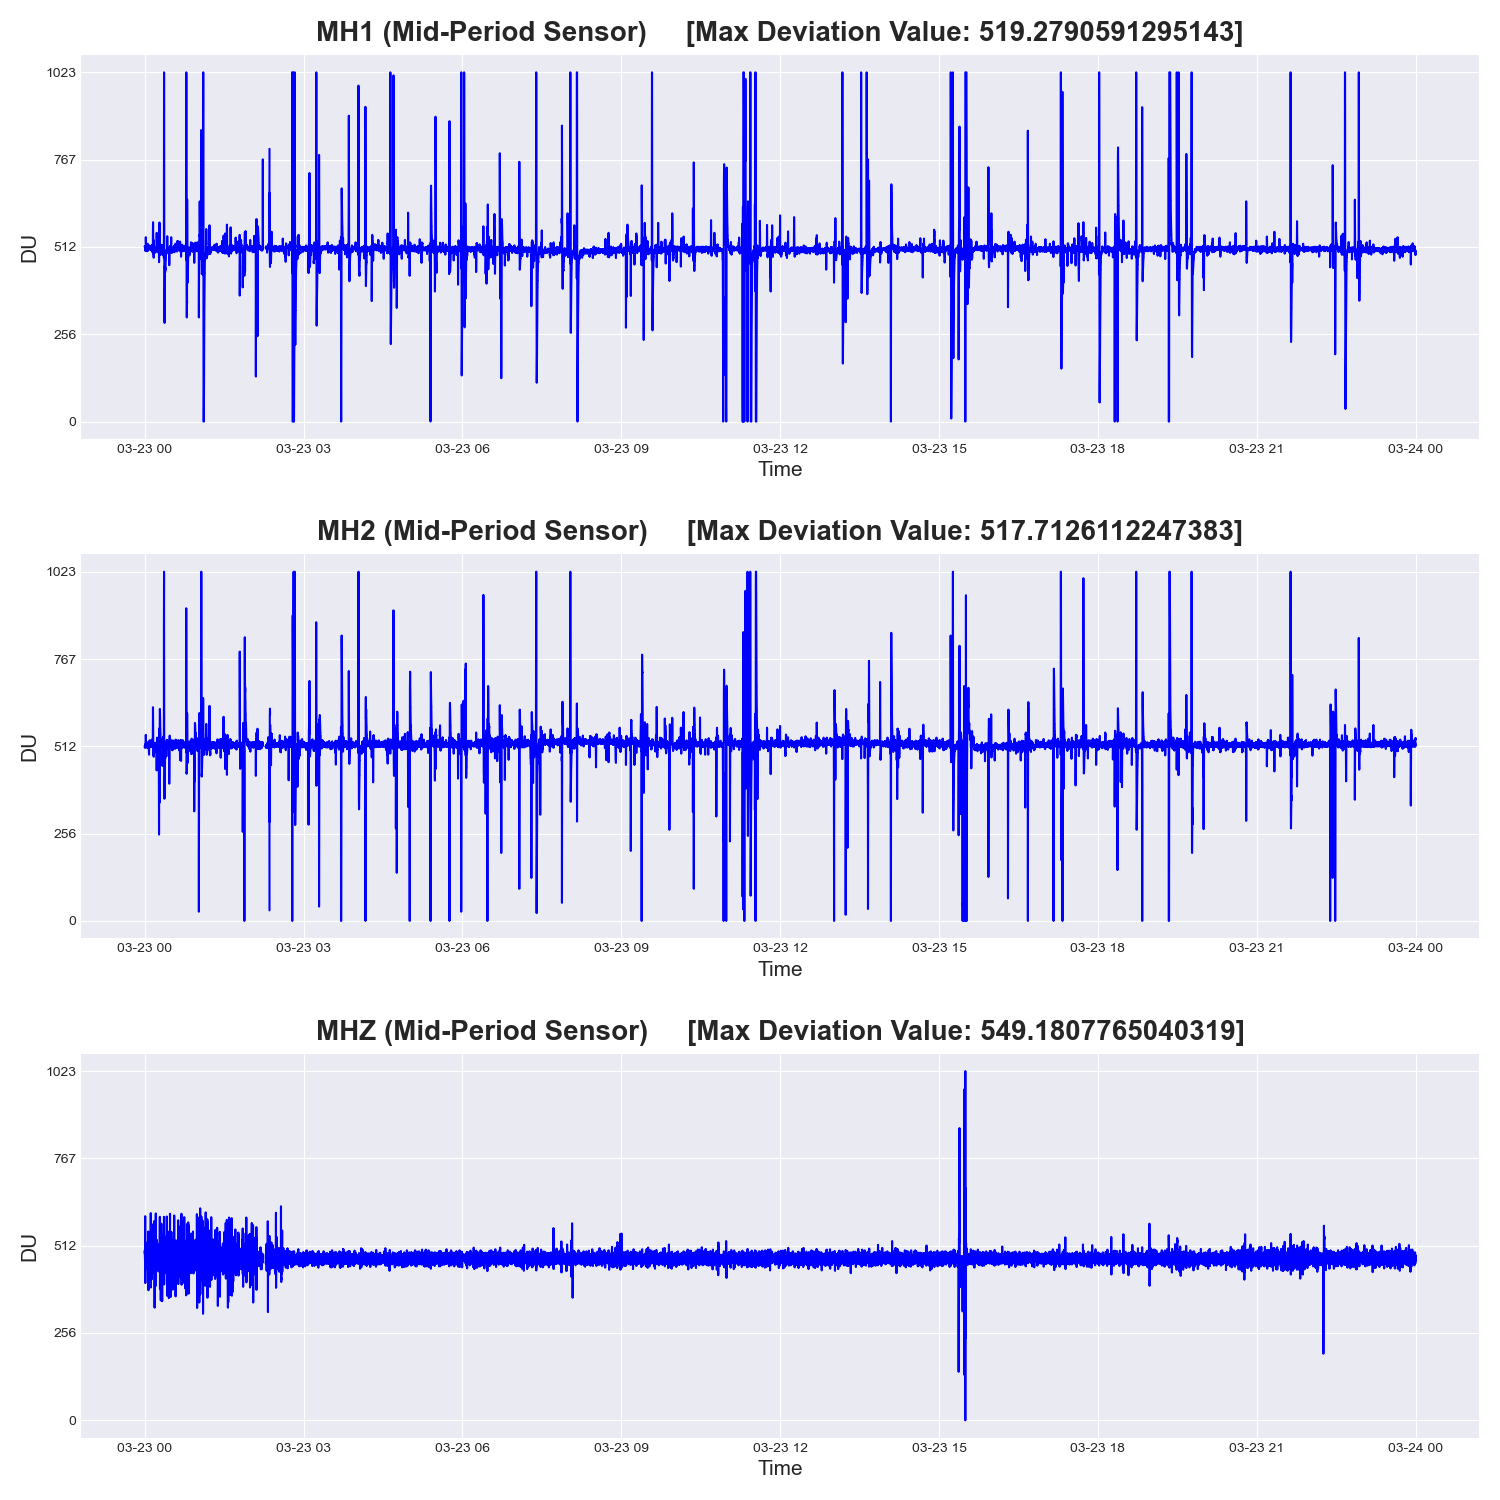 MH1 (Mid-Period Sensor) [Max Deviation Value: 519.2790591295143]
1023
767
512
256
0
DU
03-23 00 03-23 03 03-23 06 03-23 09 03-23 12 03-23 15 03-23 18 03-23 21 03-24 00
Time
MH2 (Mid-Period Sensor) [Max Deviation Value: 517.7126112247383]
1023
767
512
256
0
DU
03-23 00 03-23 03 03-23 06 03-23 09 03-23 12 03-23 15 03-23 18 03-23 21 03-24 00
Time
MHZ (Mid-Period Sensor) [Max Deviation Value: 549.1807765040319]
1023
767
512
256
0
DU
03-23 00 03-23 03 03-23 06 03-23 09 03-23 12 03-23 15 03-23 18 03-23 21 03-24 00
Time